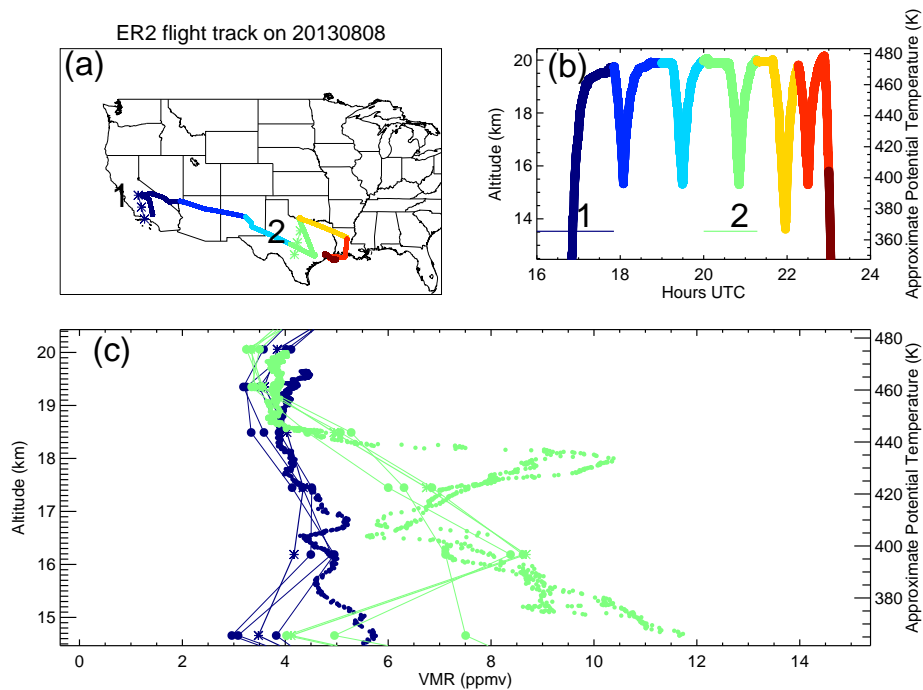 ER2 flight track on 20130808
(a)
1
2
(b)
20
19
18
17
16
15
14
Altitude (km)
480
460
440
420
400
380
360
Approximate Potential Temperature (K)
1
2
16 18 20 22 24
Hours UTC
(c)
20
19
18
17
16
15
Altitude (km)
480
460
440
420
400
380
Approximate Potential Temperature (K)
0 2 4 6 8 10 12 14
VMR (ppmv)